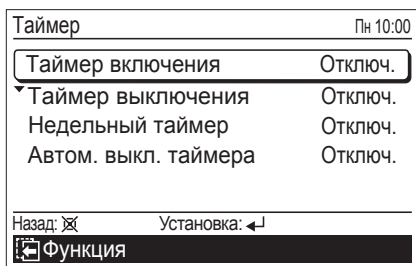 Таймер Пн 10:00
Таймер включения Отключ.
Таймер выключения Отключ.
Недельный таймер Отключ.
Автом. выкл. таймера Отключ.
Назад: Установка:
Функция